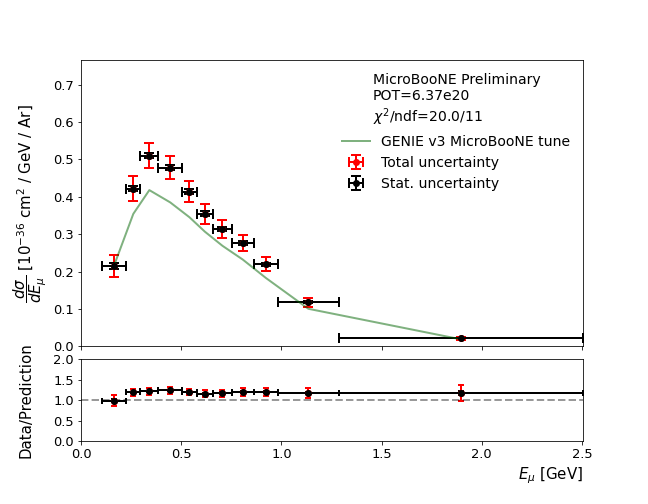 MicroBooNE Preliminary
POT=6.37e20
χ²/ndf=20.0/11
GENIE v3 MicroBooNE tune
Total uncertainty
Stat. uncertainty
dσ/dE_μ [10⁻³⁶ cm² / GeV / Ar]
0.7
0.6
0.5
0.4
0.3
0.2
0.1
0.0
Data/Prediction
2.0
1.5
1.0
0.5
0.0
0.0 0.5 1.0 1.5 2.0 2.5
E_μ [GeV]